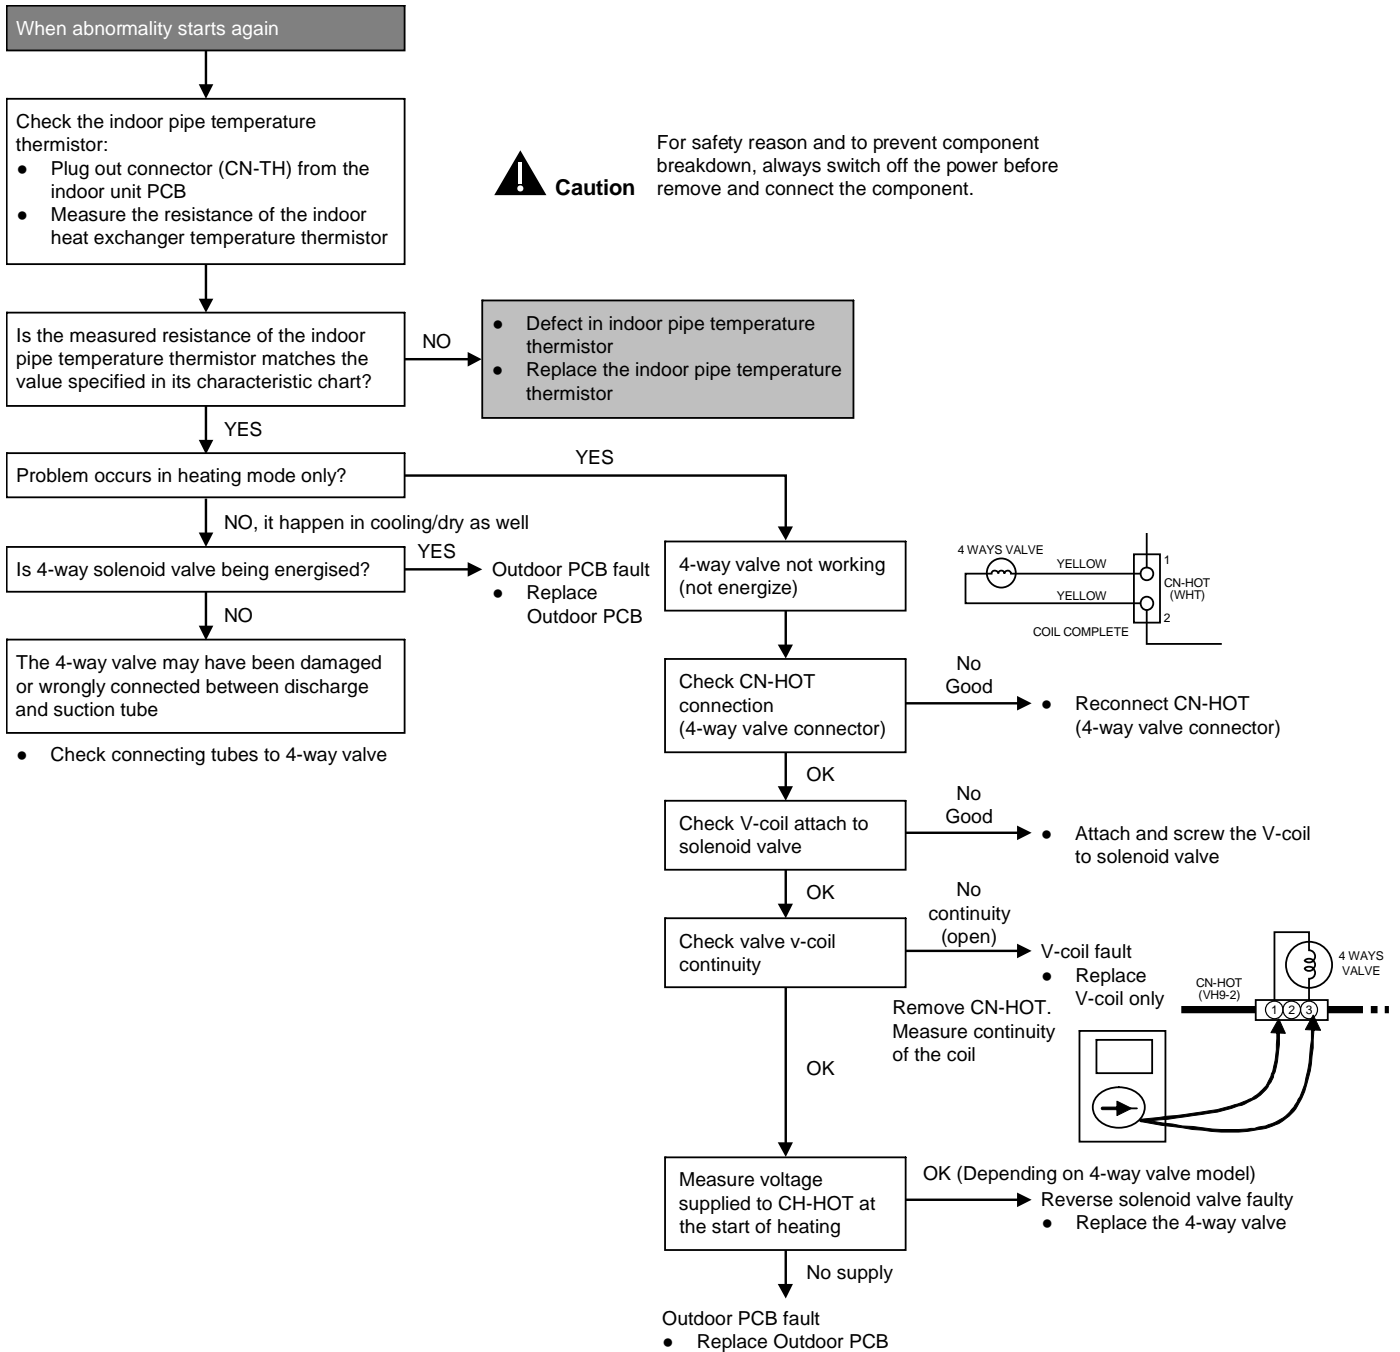 When abnormality starts again
Check the indoor pipe temperature
thermistor:
● Plug out connector (CN-TH) from the
indoor unit PCB
● Measure the resistance of the indoor
heat exchanger temperature thermistor
Caution
For safety reason and to prevent component
breakdown, always switch off the power before
remove and connect the component.
Is the measured resistance of the indoor
pipe temperature thermistor matches the
value specified in its characteristic chart?
NO
● Defect in indoor pipe temperature
thermistor
● Replace the indoor pipe temperature
thermistor
YES
Problem occurs in heating mode only?
YES
NO, it happen in cooling/dry as well
Is 4-way solenoid valve being energised?
YES
Outdoor PCB fault
● Replace
Outdoor PCB
NO
The 4-way valve may have been damaged
or wrongly connected between discharge
and suction tube
● Check connecting tubes to 4-way valve
4-way valve not working
(not energize)
4 WAYS VALVE
YELLOW
YELLOW
1
CN-HOT
(WHT)
2
COIL COMPLETE
Check CN-HOT
connection
(4-way valve connector)
No
Good
● Reconnect CN-HOT
(4-way valve connector)
OK
Check V-coil attach to
solenoid valve
No
Good
● Attach and screw the V-coil
to solenoid valve
OK
Check valve v-coil
continuity
No
continuity
(open)
V-coil fault
● Replace
V-coil only
Remove CN-HOT.
Measure continuity
of the coil
CN-HOT
(VH9-2)
4 WAYS
VALVE
1 2 3
OK
Measure voltage
supplied to CH-HOT at
the start of heating
OK (Depending on 4-way valve model)
Reverse solenoid valve faulty
● Replace the 4-way valve
No supply
Outdoor PCB fault
● Replace Outdoor PCB